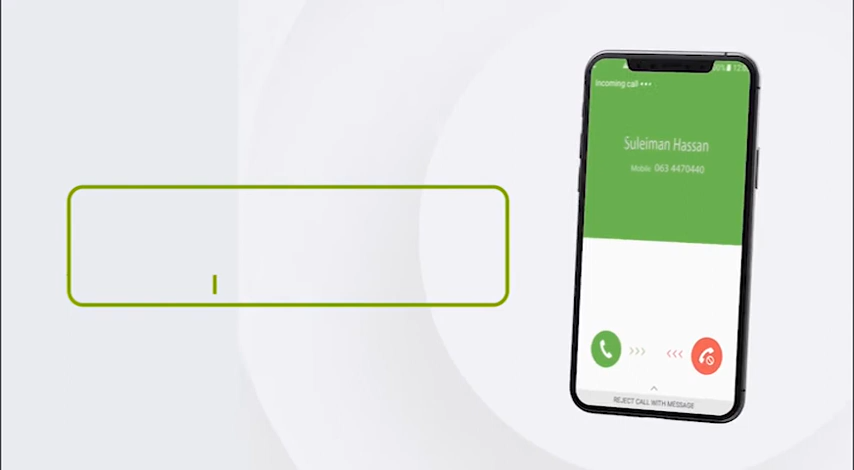 Incoming call •••
Suleiman Hassan
Mobile 063 4470440
REJECT CALL WITH MESSAGE